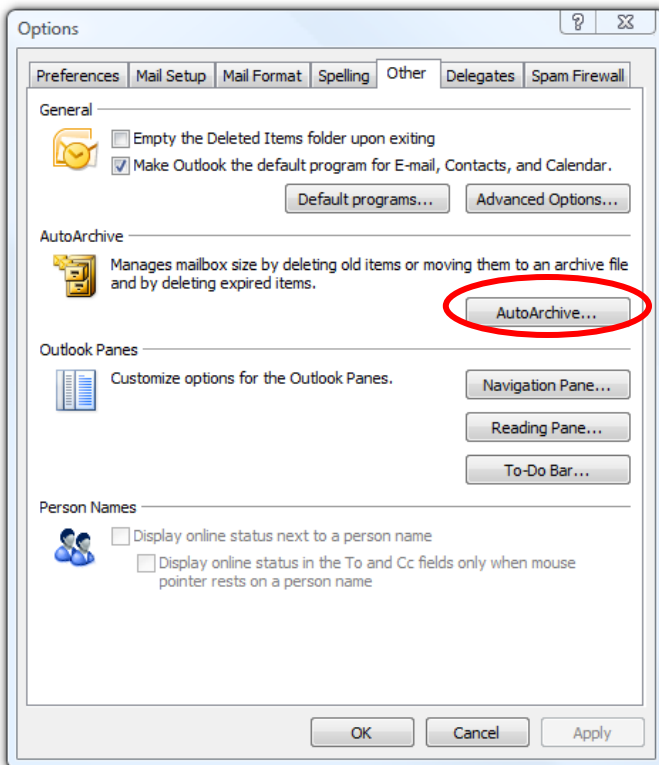 Options
?
Preferences Mail Setup Mail Format Spelling Other Delegates Spam Firewall
General
Empty the Deleted Items folder upon exiting
Make Outlook the default program for E-mail, Contacts, and Calendar.
Default programs... Advanced Options...
AutoArchive
Manages mailbox size by deleting old items or moving them to an archive file
and by deleting expired items.
AutoArchive...
Outlook Panes
Customize options for the Outlook Panes.
Navigation Pane...
Reading Pane...
To-Do Bar...
Person Names
Display online status next to a person name
Display online status in the To and Cc fields only when mouse
pointer rests on a person name
OK Cancel Apply